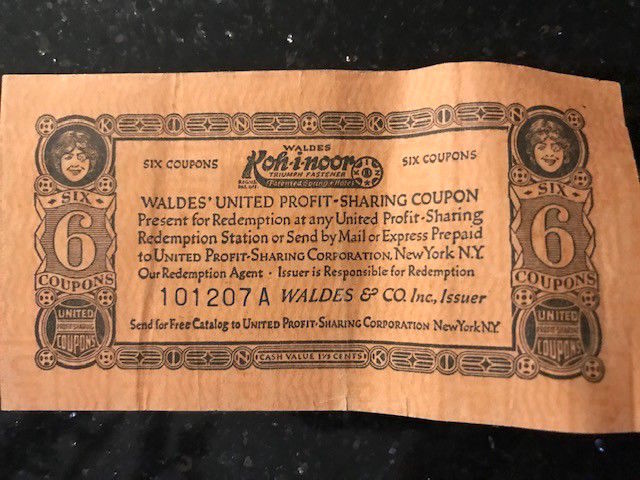 K I N K I N
WALDES
SIX COUPONS Koh-i-noor SIX COUPONS
TRIUMPH FASTENER
Patented Spring & Holes
WALDES' UNITED PROFIT-SHARING COUPON
Present for Redemption at any United Profit-Sharing
Redemption Station or Send by Mail or Express Prepaid
to UNITED PROFIT-SHARING CORPORATION, New York N.Y.
Our Redemption Agent · Issuer is Responsible for Redemption
101207A WALDES & CO. Inc., Issuer
Send for Free Catalog to UNITED PROFIT-SHARING CORPORATION New York N.Y.
K I N CASH VALUE 1 1/5 CENTS K I N
SIX
6
COUPONS
UNITED
PROFIT-SHARING
COUPONS
SIX
6
COUPONS
UNITED
PROFIT-SHARING
COUPONS